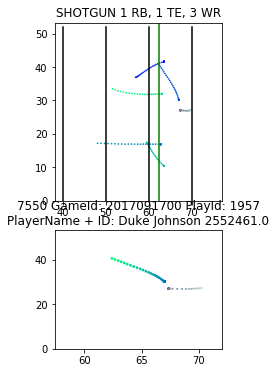 SHOTGUN 1 RB, 1 TE, 3 WR
50
40
30
20
10
0
40 50 60 70
7550 GameId: 2017091700 PlayId: 1957
PlayerName + ID: Duke Johnson 2552461.0
40
20
0
60 65 70